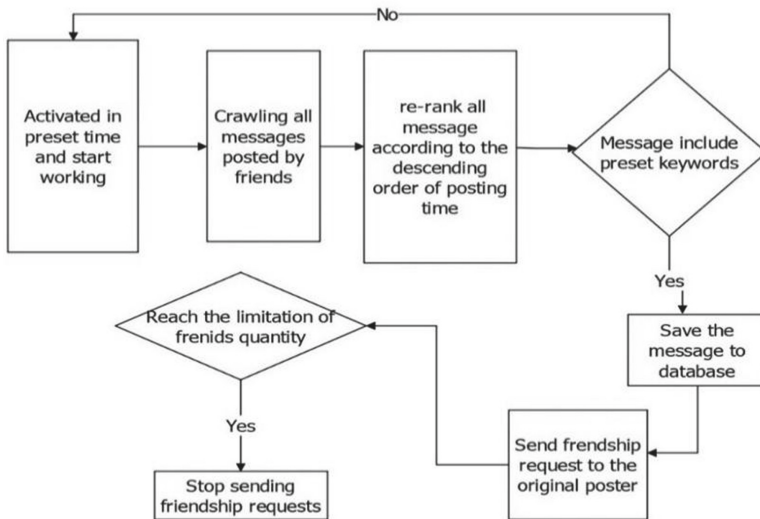 No
Activated in
preset time
and start
working
Crawling all
messages
posted by
friends
re-rank all
message
according to the
descending
order of posting
time
Message include
preset keywords
Yes
Save the
message to
database
Send frendship
request to the
original poster
Reach the limitation of
frenids quantity
Yes
Stop sending
friendship requests